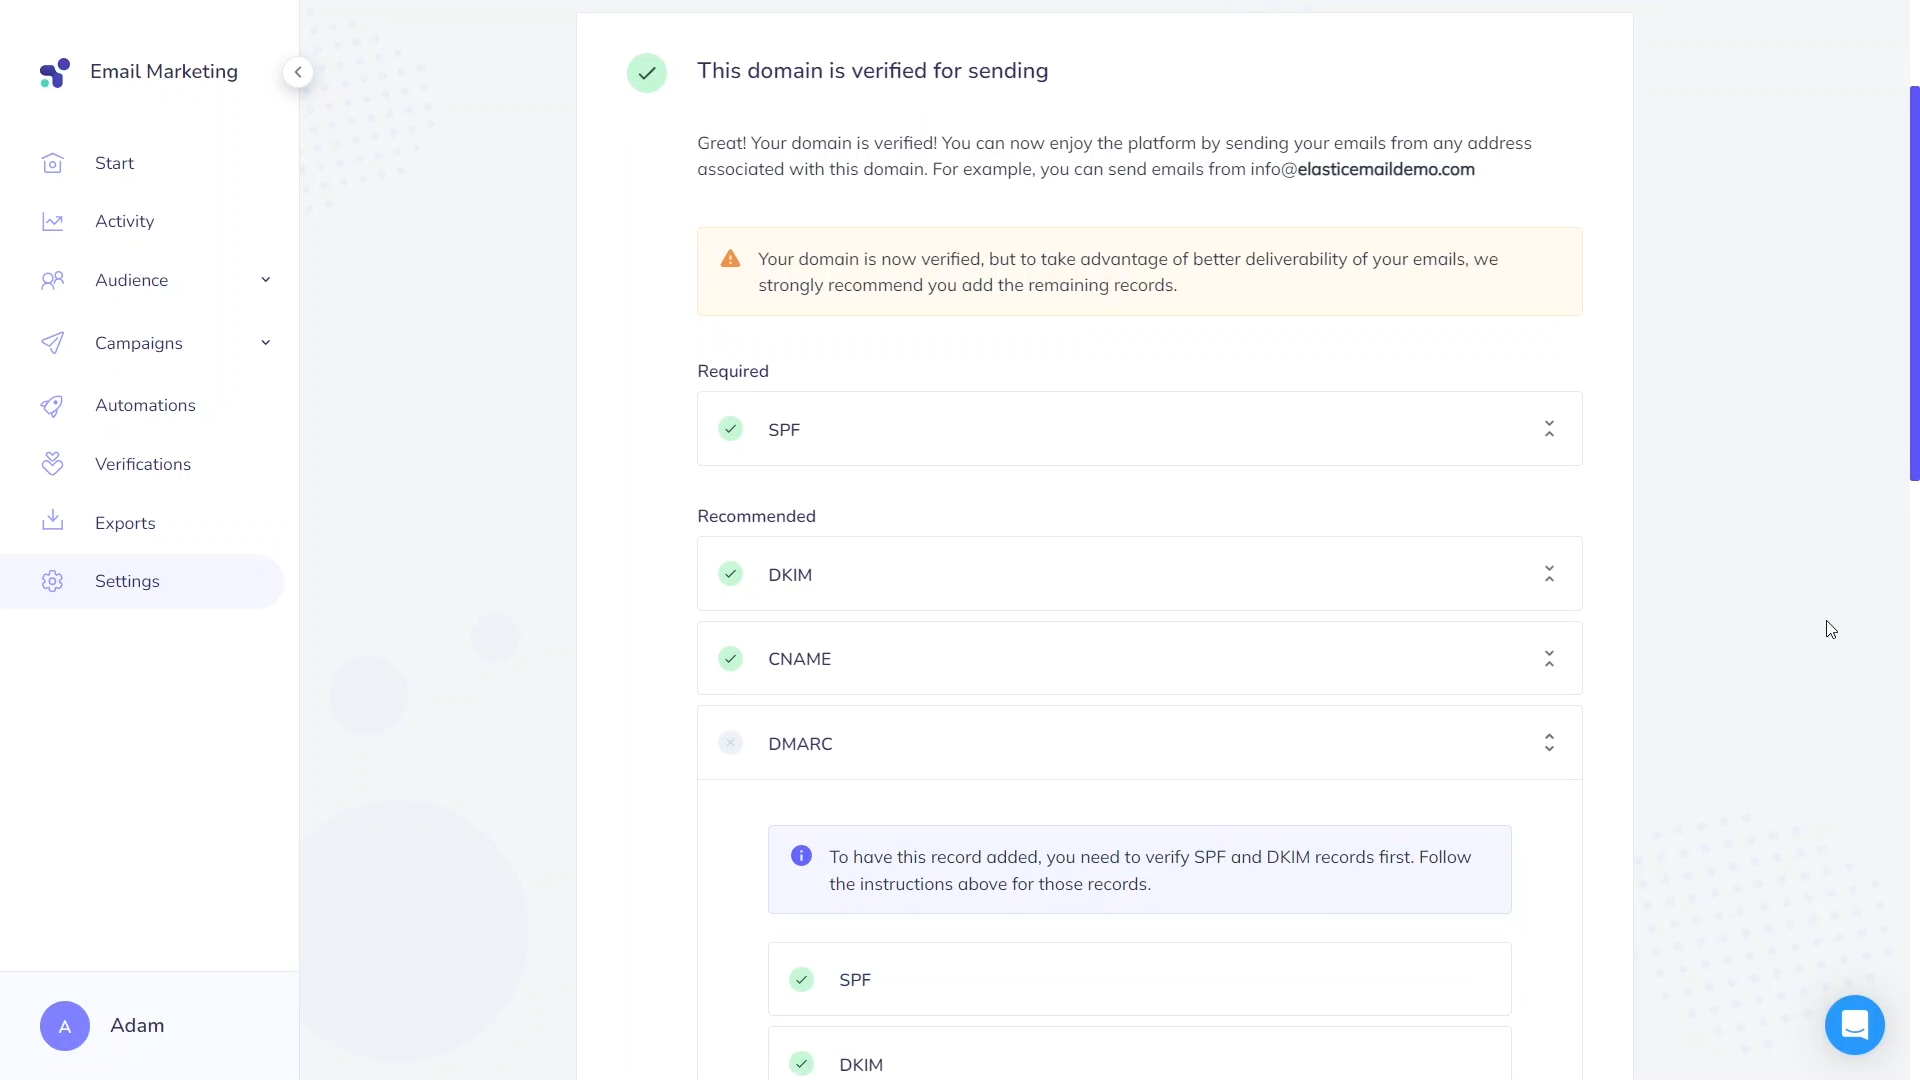 Email Marketing
Start
Activity
Audience
Campaigns
Automations
Verifications
Exports
Settings
A
Adam
This domain is verified for sending
Great! Your domain is verified! You can now enjoy the platform by sending your emails from any address
associated with this domain. For example, you can send emails from info@elasticemaildemo.com
Your domain is now verified, but to take advantage of better deliverability of your emails, we
strongly recommend you add the remaining records.
Required
SPF
Recommended
DKIM
CNAME
DMARC
To have this record added, you need to verify SPF and DKIM records first. Follow
the instructions above for those records.
SPF
DKIM